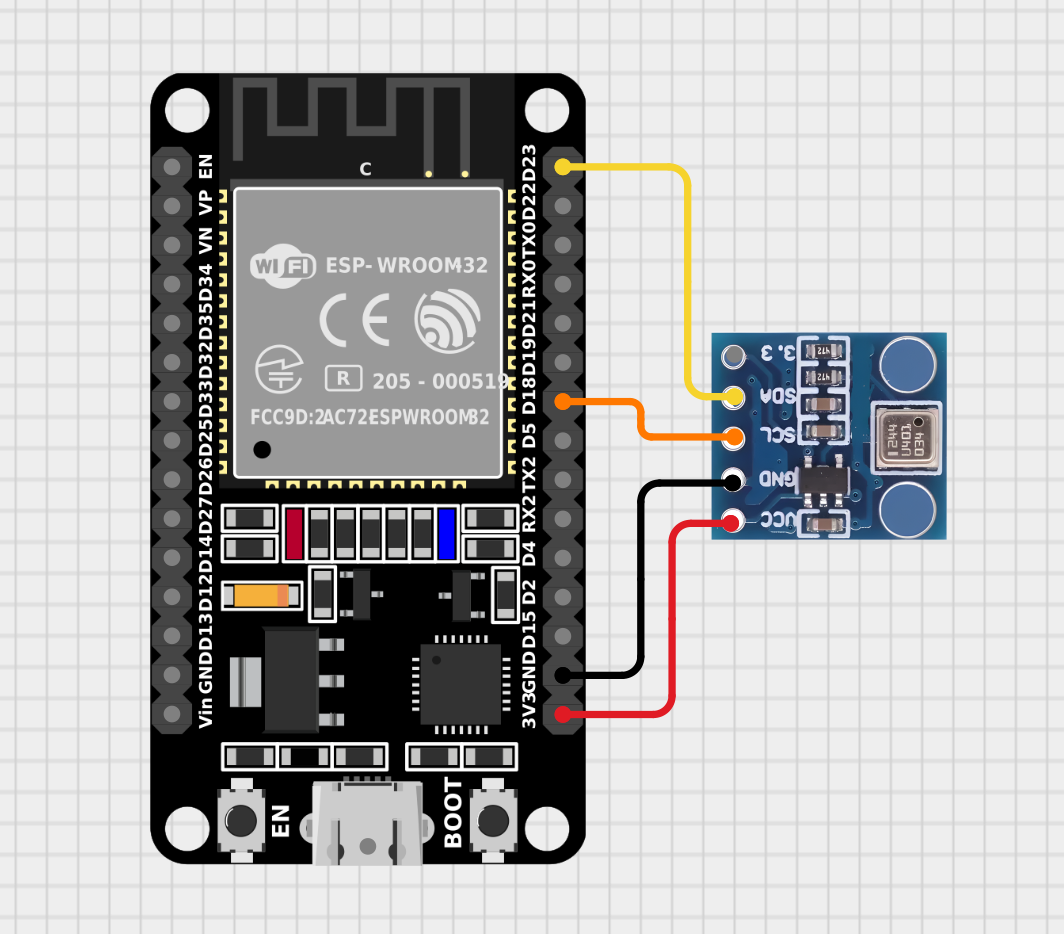 C
WiFi ESP-WROOM32
CE
R 205 - 000519
FCC9D:2AC72ESPWROOM32
EN
VP
VN
D34
D35
D32
D33
D25
D26
D27
D14
D12
D13
GND
Vin
D23
D22
TX0
RX0
D21
D19
D18
D5
TX2
RX2
D4
D2
D15
GND
3V3
EN
BOOT
3.3
SDA
SCL
GND
VCC
472
472